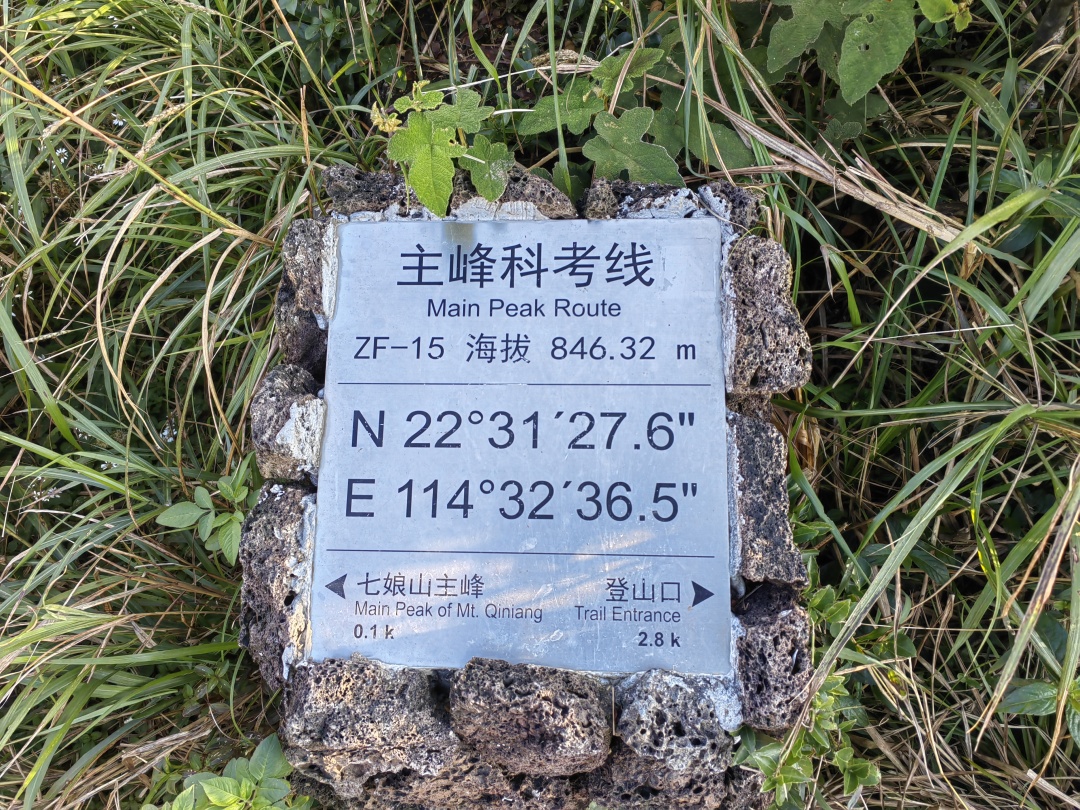 主峰科考线
Main Peak Route
ZF-15 海拔 846.32 m
N 22°31′27.6"
E 114°32′36.5"
七娘山主峰 登山口
Main Peak of Mt. Qiniang Trail Entrance
0.1 k 2.8 k